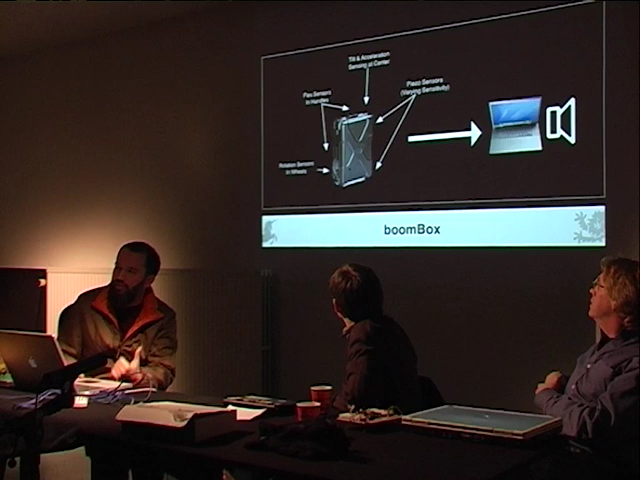 Tilt & Acceleration
Sensing at Center
Flex Sensors
In Handles
Piezo Sensors
(Varying Sensitivity)
Rotation Sensors
In Wheels
boomBox